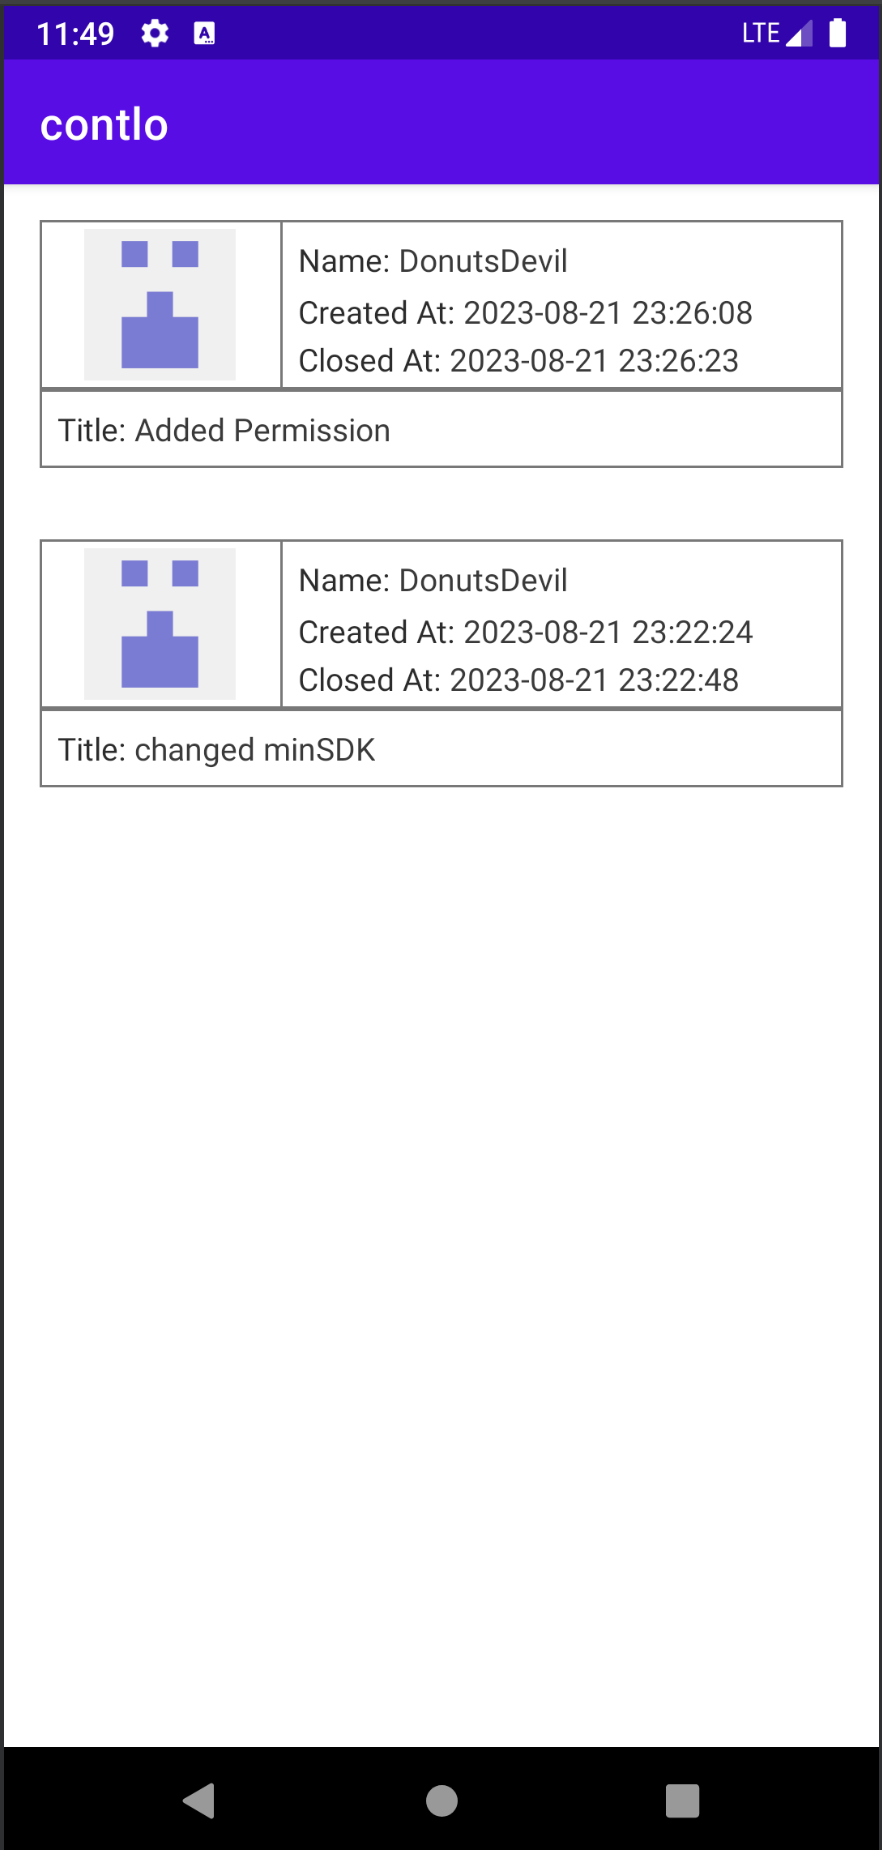 11:49 LTE
contlo
Name: DonutsDevil
Created At: 2023-08-21 23:26:08
Closed At: 2023-08-21 23:26:23
Title: Added Permission
Name: DonutsDevil
Created At: 2023-08-21 23:22:24
Closed At: 2023-08-21 23:22:48
Title: changed minSDK